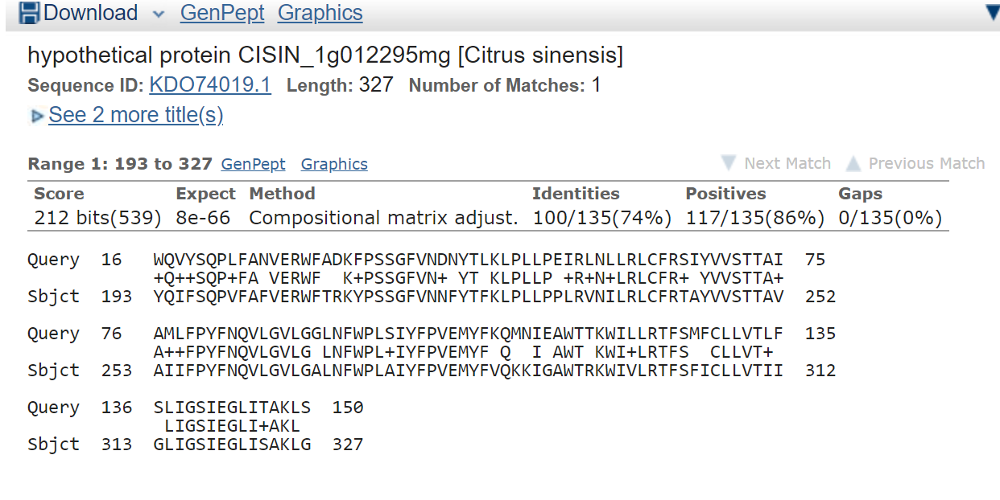 Download GenPept Graphics
hypothetical protein CISIN_1g012295mg [Citrus sinensis]
Sequence ID: KDO74019.1 Length: 327 Number of Matches: 1
See 2 more title(s)
Range 1: 193 to 327 GenPept Graphics Next Match Previous Match
Score Expect Method Identities Positives Gaps
212 bits(539) 8e-66 Compositional matrix adjust. 100/135(74%) 117/135(86%) 0/135(0%)
Query 16 WQVYSQPLFANVERWFADKFPSSGFVNDNYTLKLPLLPEIRLNLLRLCFRSIYVVSTTAI 75
+Q++SQP+FA VERWF  K+PSSGFVN+ YT KLPLLP +R+N+LRLCFR+ YVVSTTA+
Sbjct 193 YQIFSQPVFAFVERWFTRKYPSSGFVNNFYTFKLPLLPPLRVNILRLCFRTAYVVSTTAV 252
Query 76 AMLFPYFNQVLGVLGGLNFWPLSIYFPVEMYFKQMNIEAWTTKWILLRTFSMFCLLVTLF 135
A++FPYFNQVLGVLG LNFWPL+IYFPVEMYF Q  I AWT KWI+LRTFS  CLLVT+
Sbjct 253 AIIFPYFNQVLGVLGALNFWPLAIYFPVEMYFVQKKIGAWTRKWIVLRTFSFICLLVTII 312
Query 136 SLIGSIEGLITAKLS 150
LIGSIEGLI+AKL
Sbjct 313 GLIGSIEGLISAKLG 327